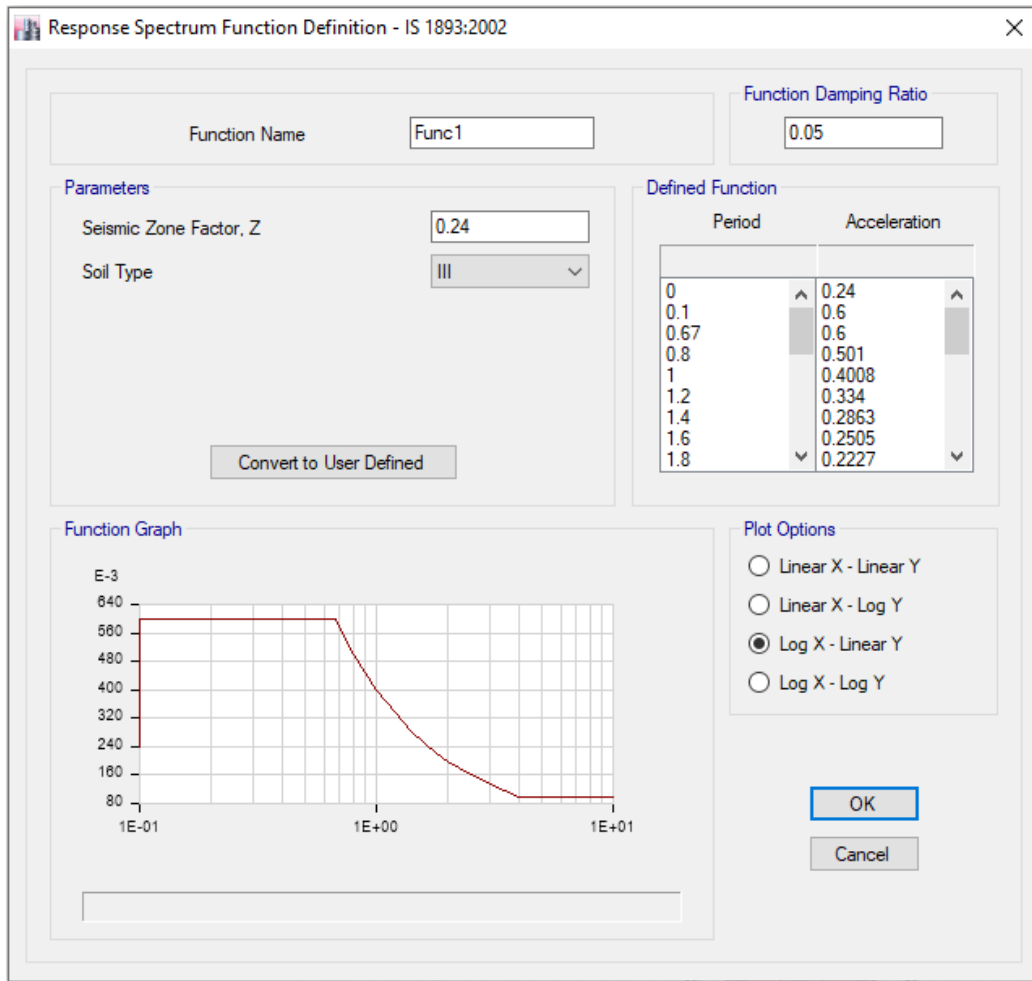 Response Spectrum Function Definition - IS 1893:2002
Function Name
Func1
Function Damping Ratio
0.05
Parameters
Seismic Zone Factor, Z
0.24
Soil Type
III
Convert to User Defined
Defined Function
Period Acceleration
0 0.24
0.1 0.6
0.67 0.6
0.8 0.501
1 0.4008
1.2 0.334
1.4 0.2863
1.6 0.2505
1.8 0.2227
Function Graph
E-3
640
560
480
400
320
240
160
80
1E-01 1E+00 1E+01
Plot Options
Linear X - Linear Y
Linear X - Log Y
Log X - Linear Y
Log X - Log Y
OK
Cancel